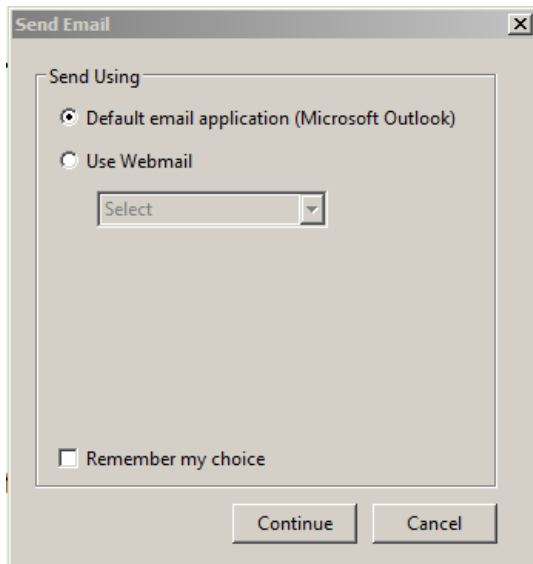 Send Email
Send Using
Default email application (Microsoft Outlook)
Use Webmail
Select
Remember my choice
Continue
Cancel